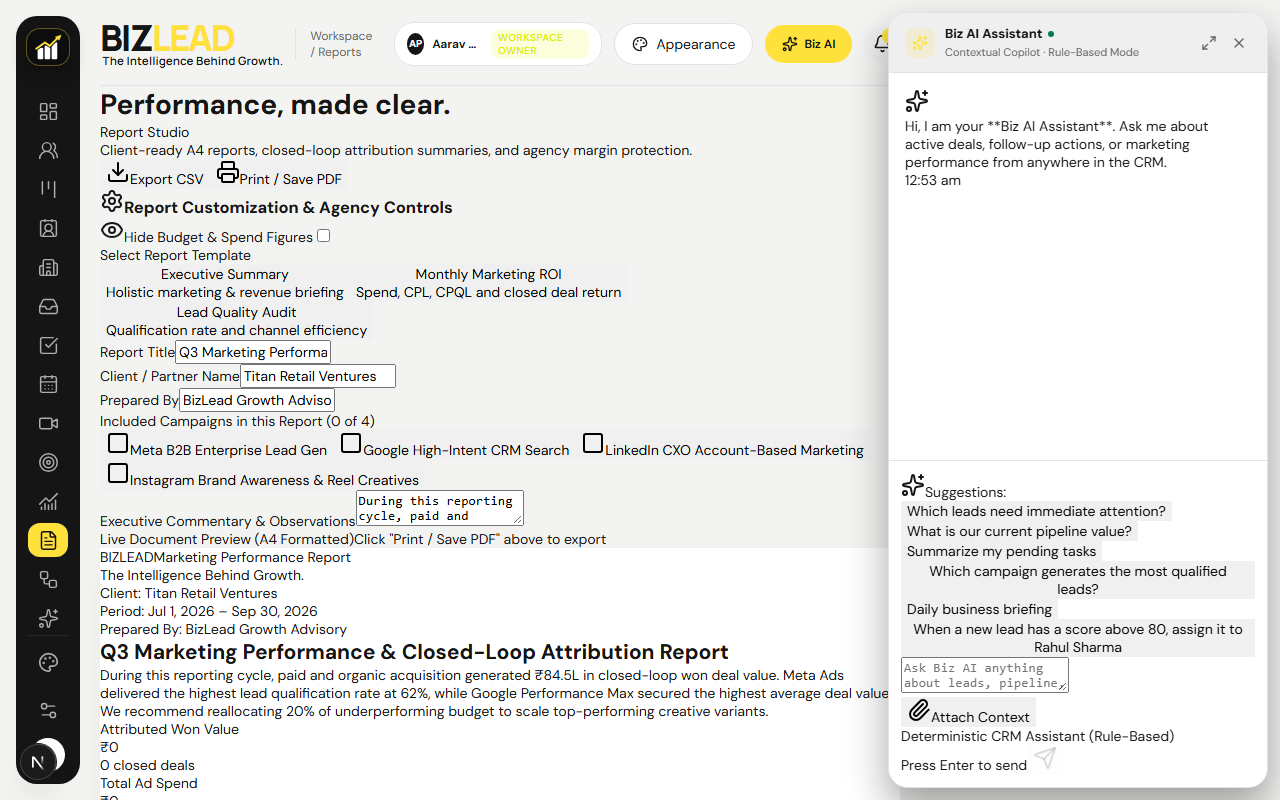 BIZLEAD
The Intelligence Behind Growth.
Workspace
/ Reports
AP Aarav ...
WORKSPACE
OWNER
Appearance
Biz AI
Performance, made clear.
Report Studio
Client-ready A4 reports, closed-loop attribution summaries, and agency margin protection.
Export CSV Print / Save PDF
Report Customization & Agency Controls
Hide Budget & Spend Figures
Select Report Template
Executive Summary
Holistic marketing & revenue briefing
Monthly Marketing ROI
Spend, CPL, CPQL and closed deal return
Lead Quality Audit
Qualification rate and channel efficiency
Report Title Q3 Marketing Performa
Client / Partner Name Titan Retail Ventures
Prepared By BizLead Growth Adviso
Included Campaigns in this Report (0 of 4)
Meta B2B Enterprise Lead Gen Google High-Intent CRM Search LinkedIn CXO Account-Based Marketing
Instagram Brand Awareness & Reel Creatives
Executive Commentary & Observations
During this reporting
cycle, paid and
Live Document Preview (A4 Formatted)Click "Print / Save PDF" above to export
BIZLEADMarketing Performance Report
The Intelligence Behind Growth.
Client: Titan Retail Ventures
Period: Jul 1, 2026 – Sep 30, 2026
Prepared By: BizLead Growth Advisory
Q3 Marketing Performance & Closed-Loop Attribution Report
During this reporting cycle, paid and organic acquisition generated ₹84.5L in closed-loop won deal value. Meta Ads
delivered the highest lead qualification rate at 62%, while Google Performance Max secured the highest average deal value
We recommend reallocating 20% of underperforming budget to scale top-performing creative variants.
Attributed Won Value
₹0
0 closed deals
Total Ad Spend
₹0
N
Biz AI Assistant
Contextual Copilot · Rule-Based Mode
Hi, I am your **Biz AI Assistant**. Ask me about
active deals, follow-up actions, or marketing
performance from anywhere in the CRM.
12:53 am
Suggestions:
Which leads need immediate attention?
What is our current pipeline value?
Summarize my pending tasks
Which campaign generates the most qualified
leads?
Daily business briefing
When a new lead has a score above 80, assign it to
Rahul Sharma
Ask Biz AI anything
about leads, pipeline,
Attach Context
Deterministic CRM Assistant (Rule-Based)
Press Enter to send